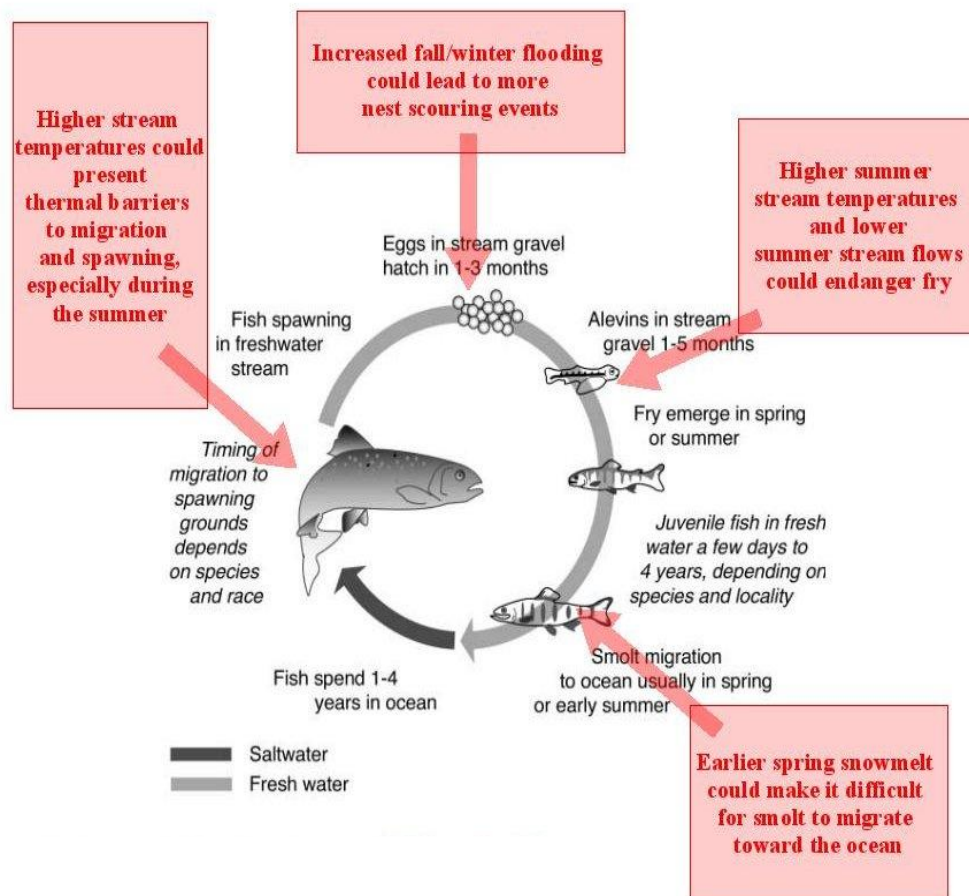 Increased fall/winter flooding
could lead to more
nest scouring events
Higher stream
temperatures could
present
thermal barriers
to migration
and spawning,
especially during
the summer
Higher summer
stream temperatures
and lower
summer stream flows
could endanger fry
Eggs in stream gravel
hatch in 1-3 months
Fish spawning
in freshwater
stream
Alevins in stream
gravel 1-5 months
Fry emerge in spring
or summer
Timing of
migration to
spawning
grounds
depends
on species
and race
Juvenile fish in fresh
water a few days to
4 years, depending on
species and locality
Smolt migration
to ocean usually in spring
or early summer
Fish spend 1-4
years in ocean
Saltwater
Fresh water
Earlier spring snowmelt
could make it difficult
for smolt to migrate
toward the ocean